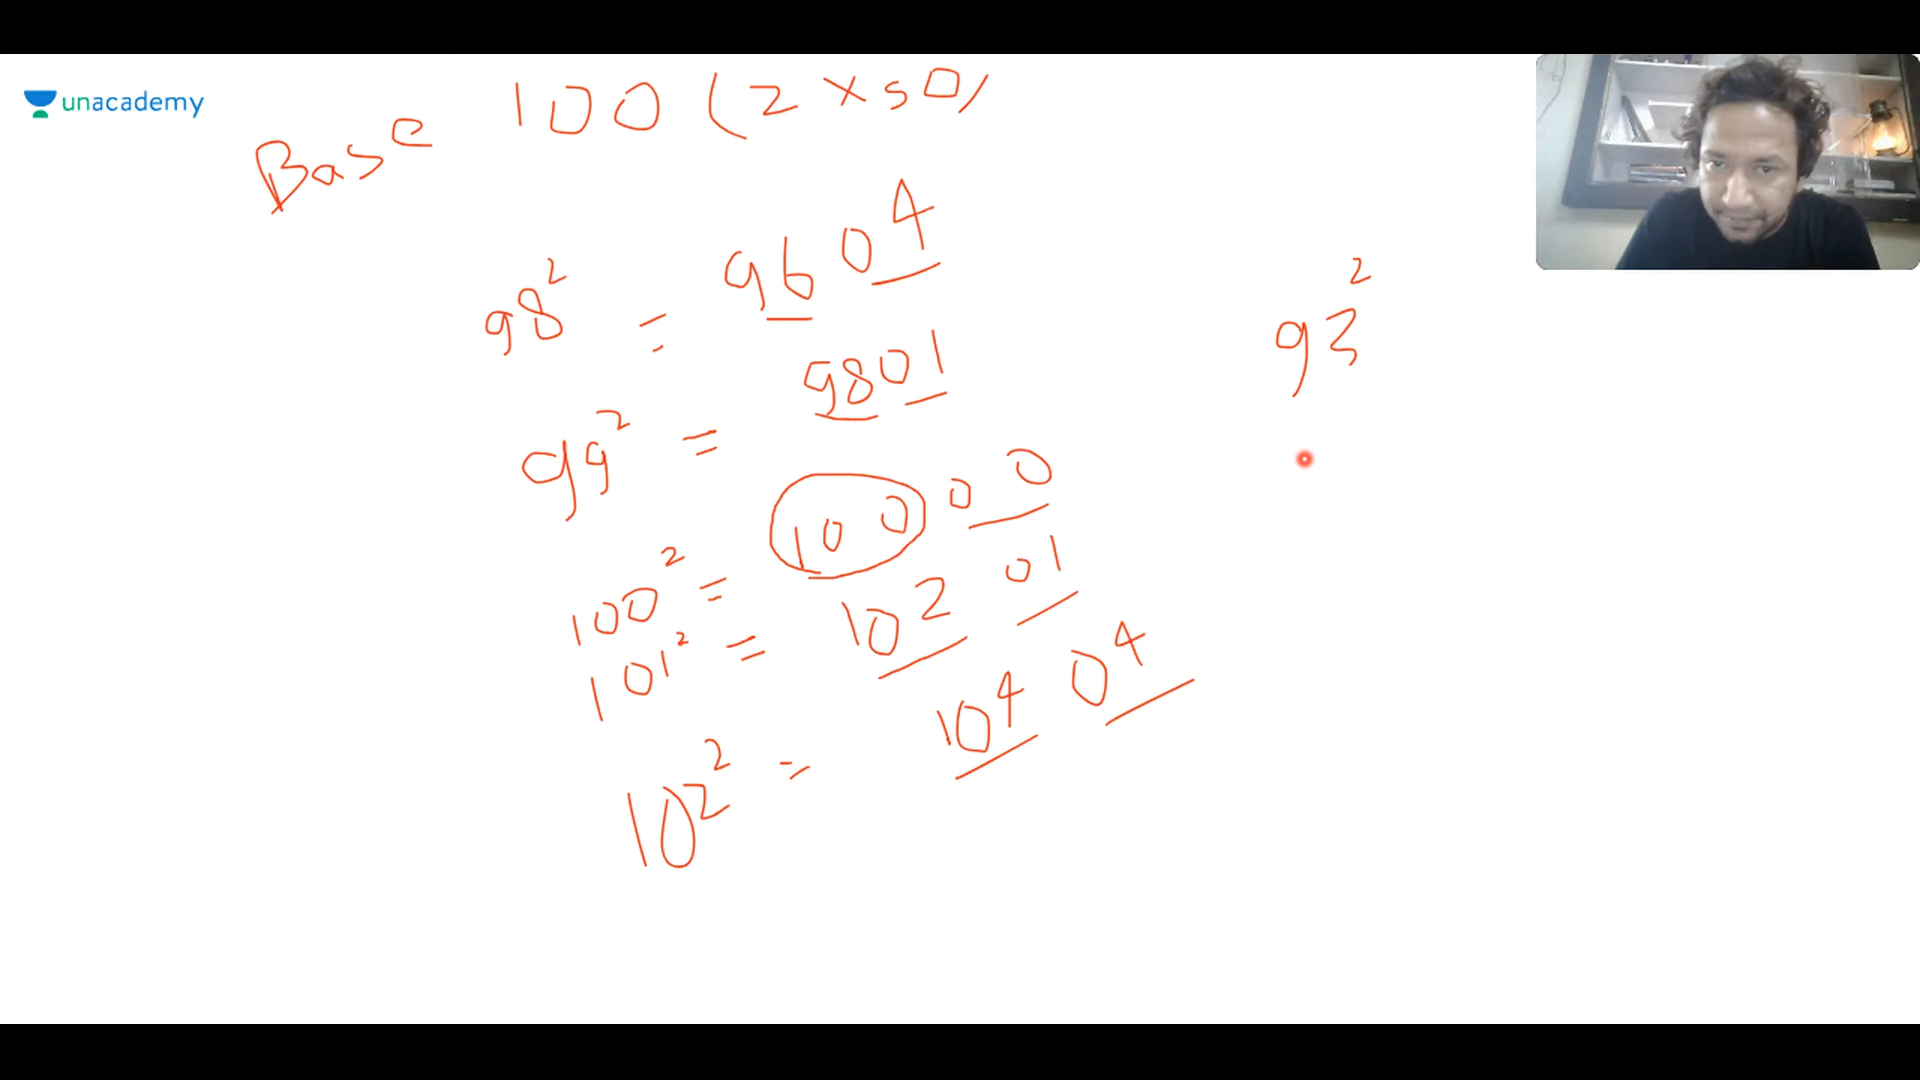 unacademy
Base 100 (2 × 50)
98² = 9604
99² = 9801
100² = 10000
101² = 10201
102² = 10404
93²